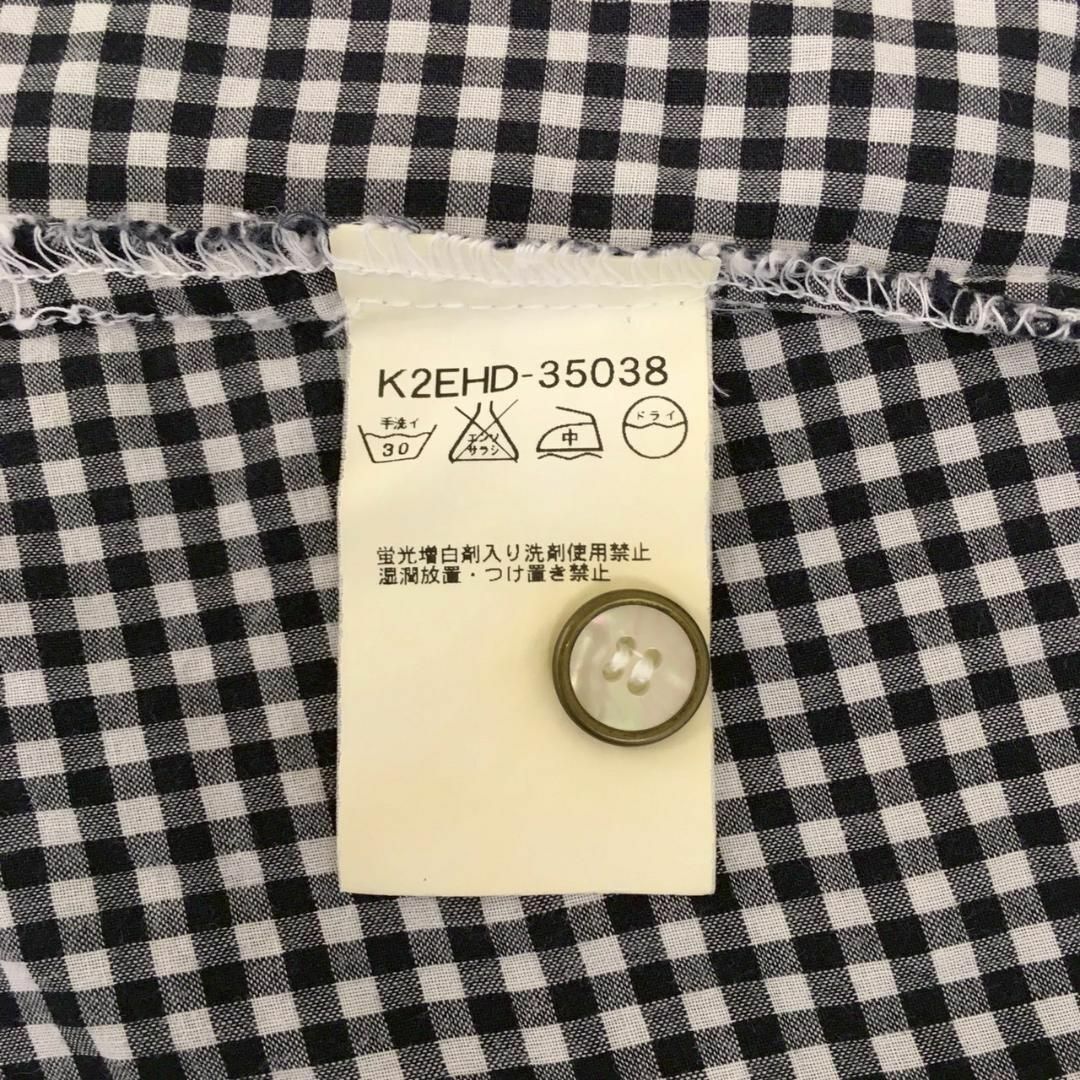 K2EHD-35038
手洗イ エンソ 中 ドライ
30 サラシ
蛍光増白剤入り洗剤使用禁止
湿潤放置・つけ置き禁止